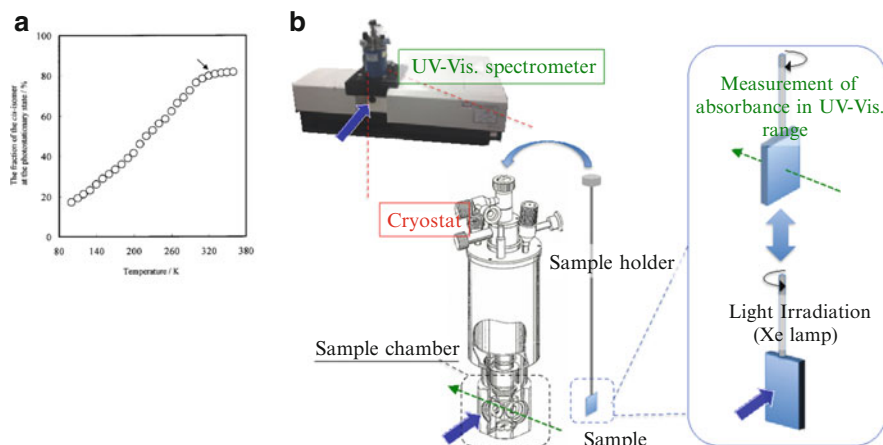 a
The fraction of the cis-isomer
at the photostationary state / %
100
80
60
40
20
0
80
140
200
260
320
380
Temperature / K
b
UV-Vis. spectrometer
Cryostat
Sample holder
Sample chamber
Sample
Measurement of
absorbance in UV-Vis.
range
Light Irradiation
(Xe lamp)